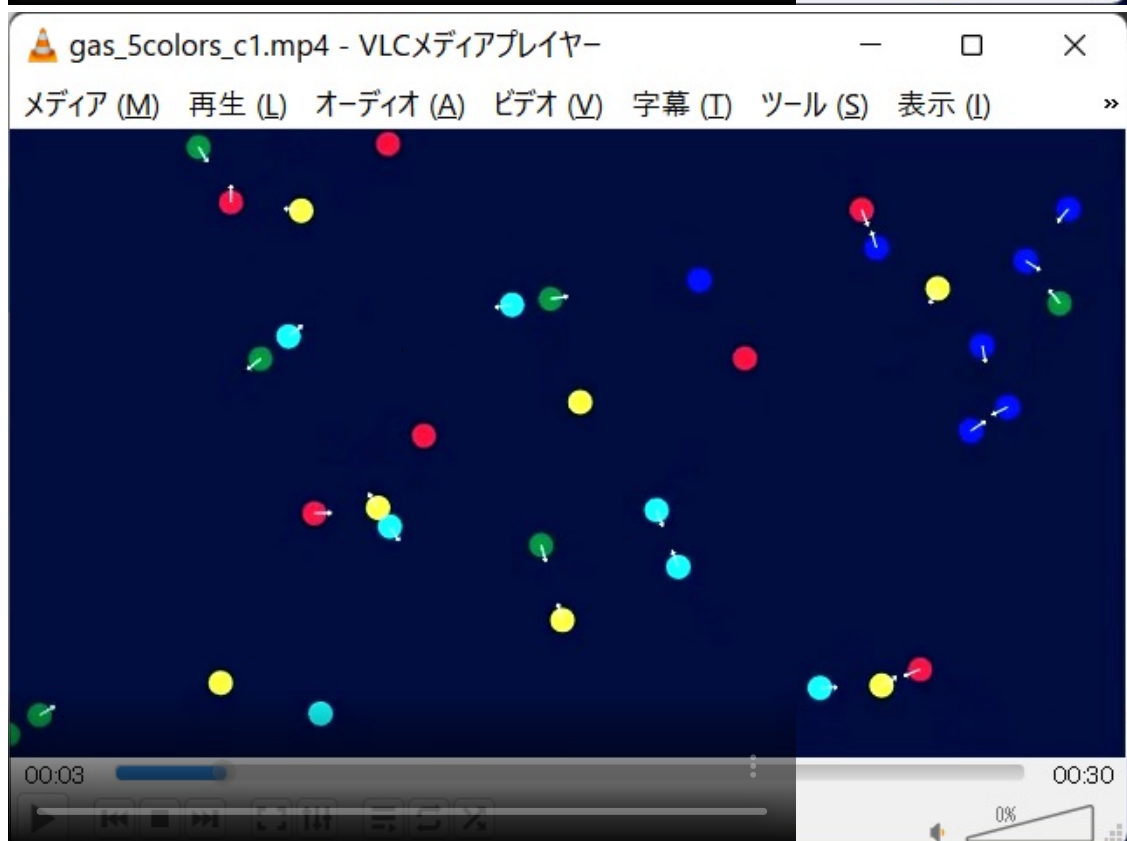 gas_5colors_c1.mp4 - VLCメディアプレイヤー
メディア (M) 再生 (L) オーディオ (A) ビデオ (V) 字幕 (T) ツール (S) 表示 (I) »
00:03 00:30
0%